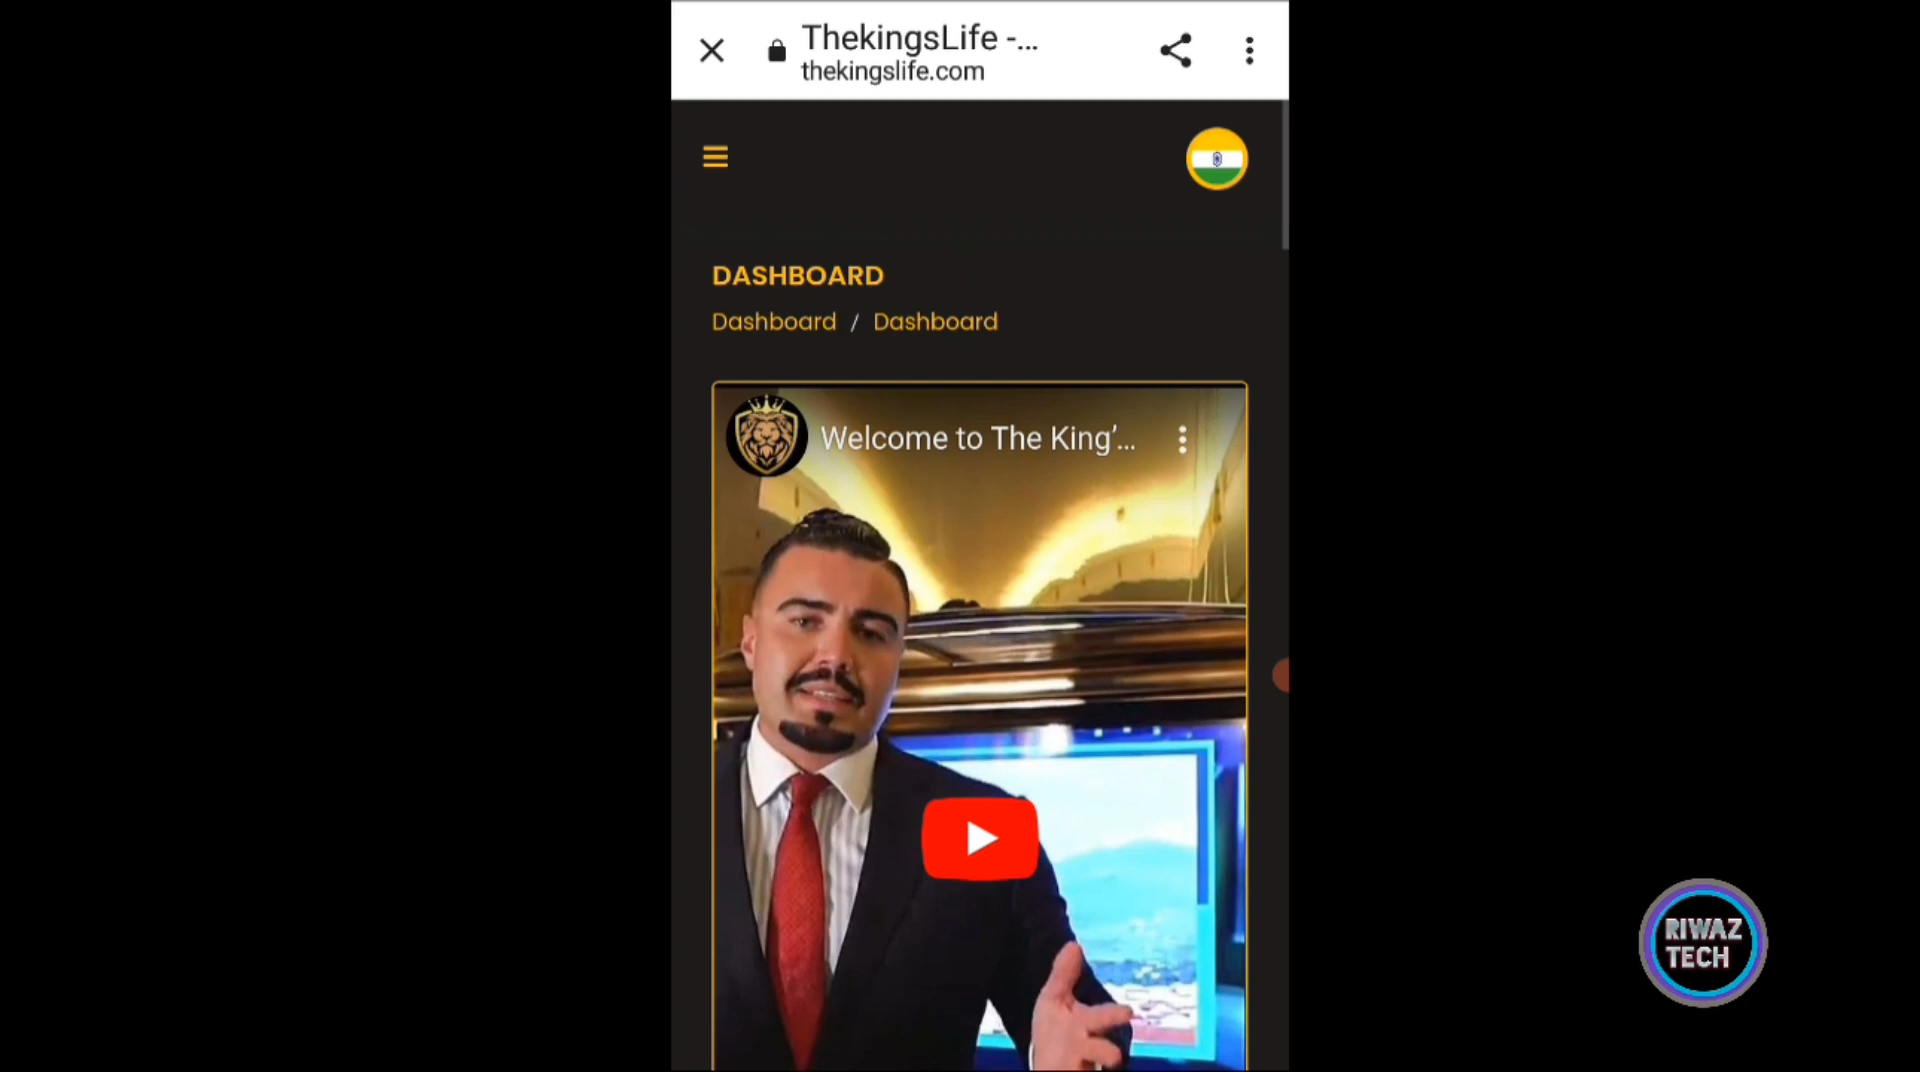 ThekingsLife -...
thekingslife.com
DASHBOARD
Dashboard / Dashboard
Welcome to The King’...
RIWAZ
TECH